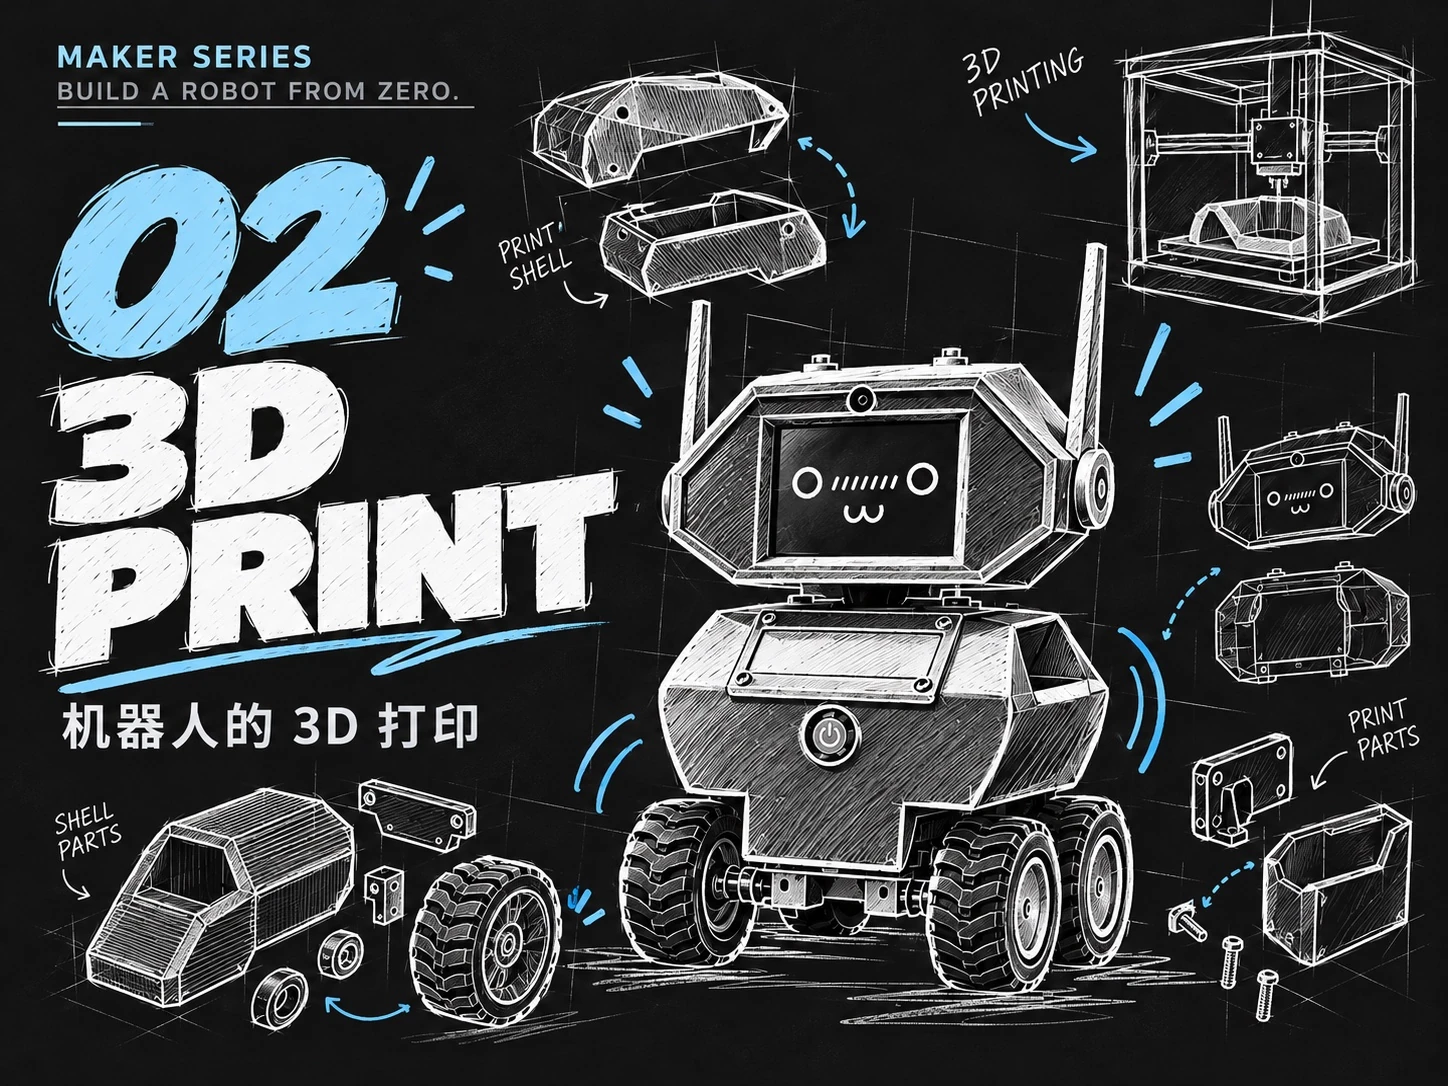 MAKER SERIES
BUILD A ROBOT FROM ZERO.
02
3D
PRINT
机器人的 3D 打印
PRINT
SHELL
3D
PRINTING
PRINT
PARTS
SHELL
PARTS